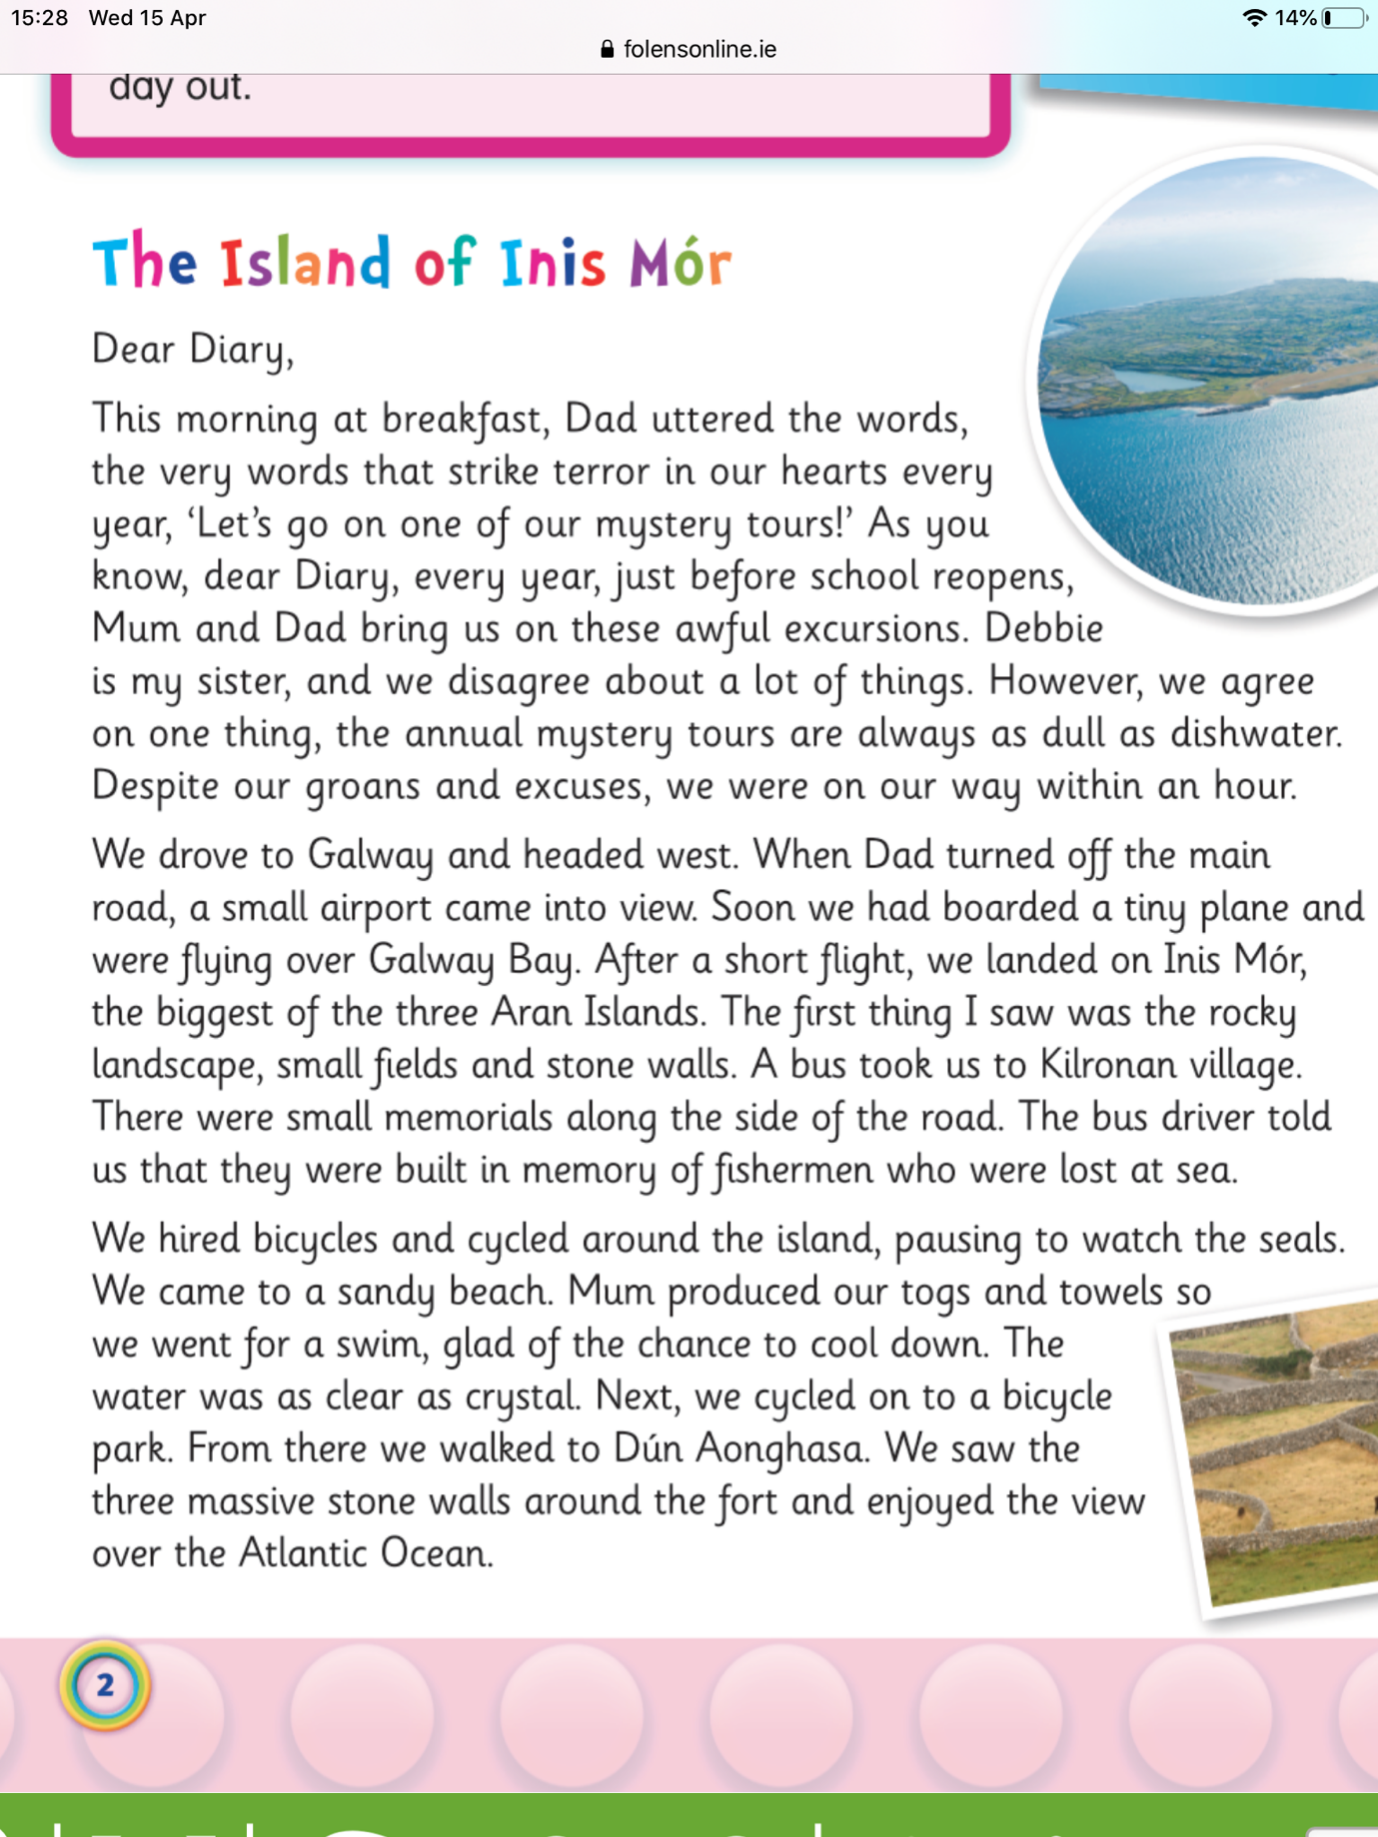 15:28 Wed 15 Apr 14%
folensonline.ie
day out.
The Island of Inis Mór
Dear Diary,
This morning at breakfast, Dad uttered the words,
the very words that strike terror in our hearts every
year, ‘Let’s go on one of our mystery tours!’ As you
know, dear Diary, every year, just before school reopens,
Mum and Dad bring us on these awful excursions. Debbie
is my sister, and we disagree about a lot of things. However, we agree
on one thing, the annual mystery tours are always as dull as dishwater.
Despite our groans and excuses, we were on our way within an hour.
We drove to Galway and headed west. When Dad turned off the main
road, a small airport came into view. Soon we had boarded a tiny plane and
were flying over Galway Bay. After a short flight, we landed on Inis Mór,
the biggest of the three Aran Islands. The first thing I saw was the rocky
landscape, small fields and stone walls. A bus took us to Kilronan village.
There were small memorials along the side of the road. The bus driver told
us that they were built in memory of fishermen who were lost at sea.
We hired bicycles and cycled around the island, pausing to watch the seals.
We came to a sandy beach. Mum produced our togs and towels so
we went for a swim, glad of the chance to cool down. The
water was as clear as crystal. Next, we cycled on to a bicycle
park. From there we walked to Dún Aonghasa. We saw the
three massive stone walls around the fort and enjoyed the view
over the Atlantic Ocean.
2